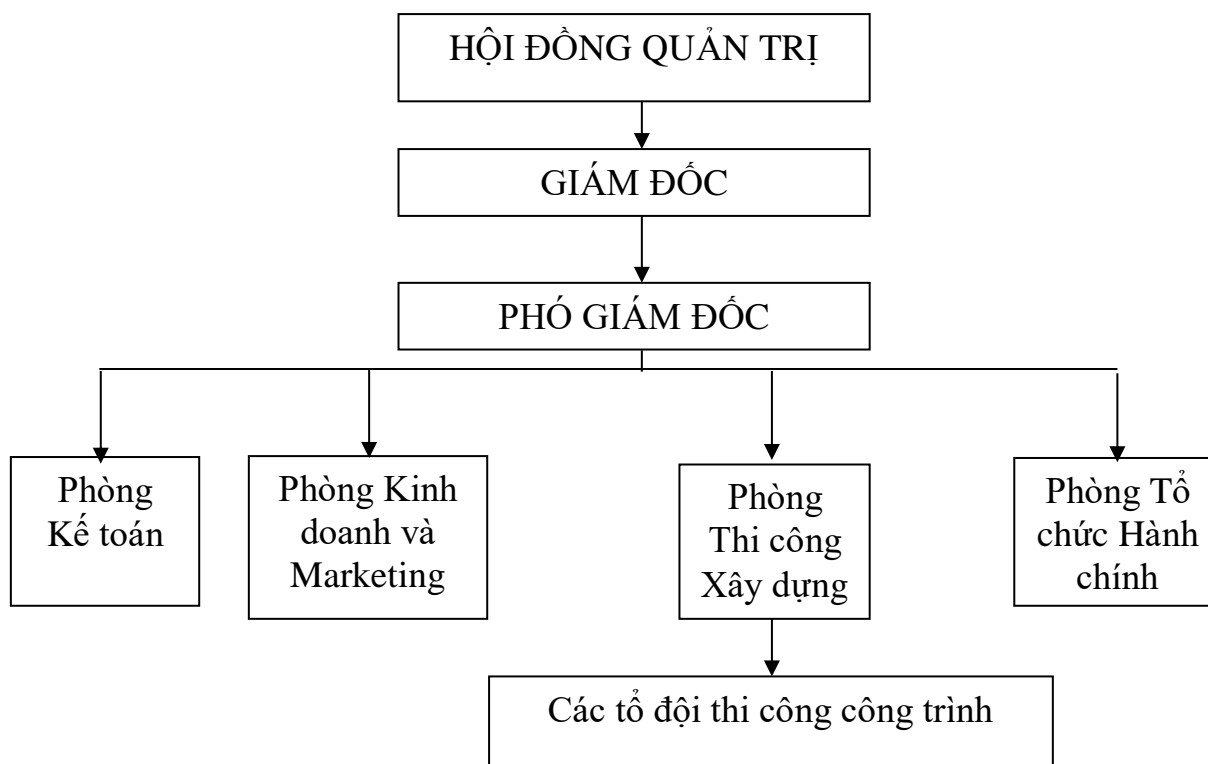 HỘI ĐỒNG QUẢN TRỊ
GIÁM ĐỐC
PHÓ GIÁM ĐỐC
Phòng
Kế toán
Phòng Kinh
doanh và
Marketing
Phòng
Thi công
Xây dựng
Phòng Tổ
chức Hành
chính
Các tổ đội thi công công trình